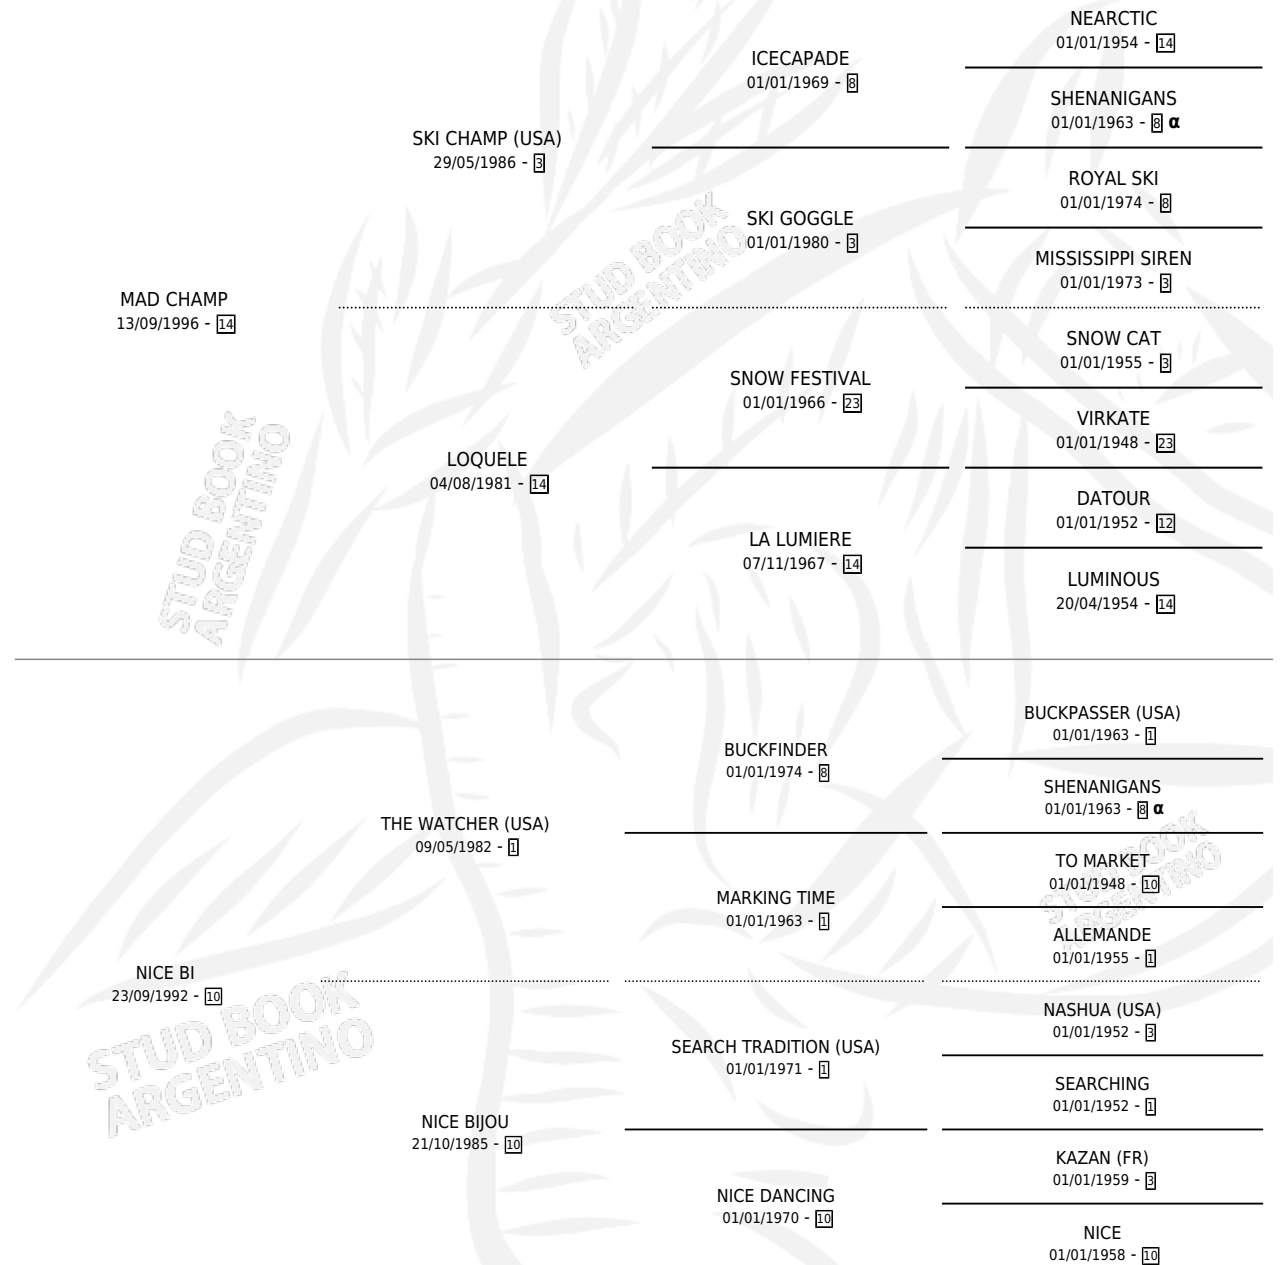 NEARCTIC
01/01/1954 - 14
ICECAPADE
01/01/1969 - 8
SHENANIGANS
01/01/1963 - 8 α
SKI CHAMP (USA)
29/05/1986 - 3
ROYAL SKI
01/01/1974 - 8
SKI GOGGLE
01/01/1980 - 3
MISSISSIPPI SIREN
01/01/1973 - 3
MAD CHAMP
13/09/1996 - 14
SNOW CAT
01/01/1955 - 3
SNOW FESTIVAL
01/01/1966 - 23
VIRKATE
01/01/1948 - 23
LOQUELE
04/08/1981 - 14
DATOUR
01/01/1952 - 12
LA LUMIERE
07/11/1967 - 14
LUMINOUS
20/04/1954 - 14
STUD BOOK
ARGENTINO
STUD BOOK
ARGENTINO
BUCKPASSER (USA)
01/01/1963 - 1
BUCKFINDER
01/01/1974 - 8
SHENANIGANS
01/01/1963 - 8 α
THE WATCHER (USA)
09/05/1982 - 1
TO MARKET
01/01/1948 - 10
MARKING TIME
01/01/1963 - 1
ALLEMANDE
01/01/1955 - 1
NICE BI
23/09/1992 - 10
NASHUA (USA)
01/01/1952 - 3
SEARCH TRADITION (USA)
01/01/1971 - 1
SEARCHING
01/01/1952 - 1
NICE BIJOU
21/10/1985 - 10
KAZAN (FR)
01/01/1959 - 3
NICE DANCING
01/01/1970 - 10
NICE
01/01/1958 - 10
STUD BOOK
ARGENTINO
STUD BOOK
ARGENTINO